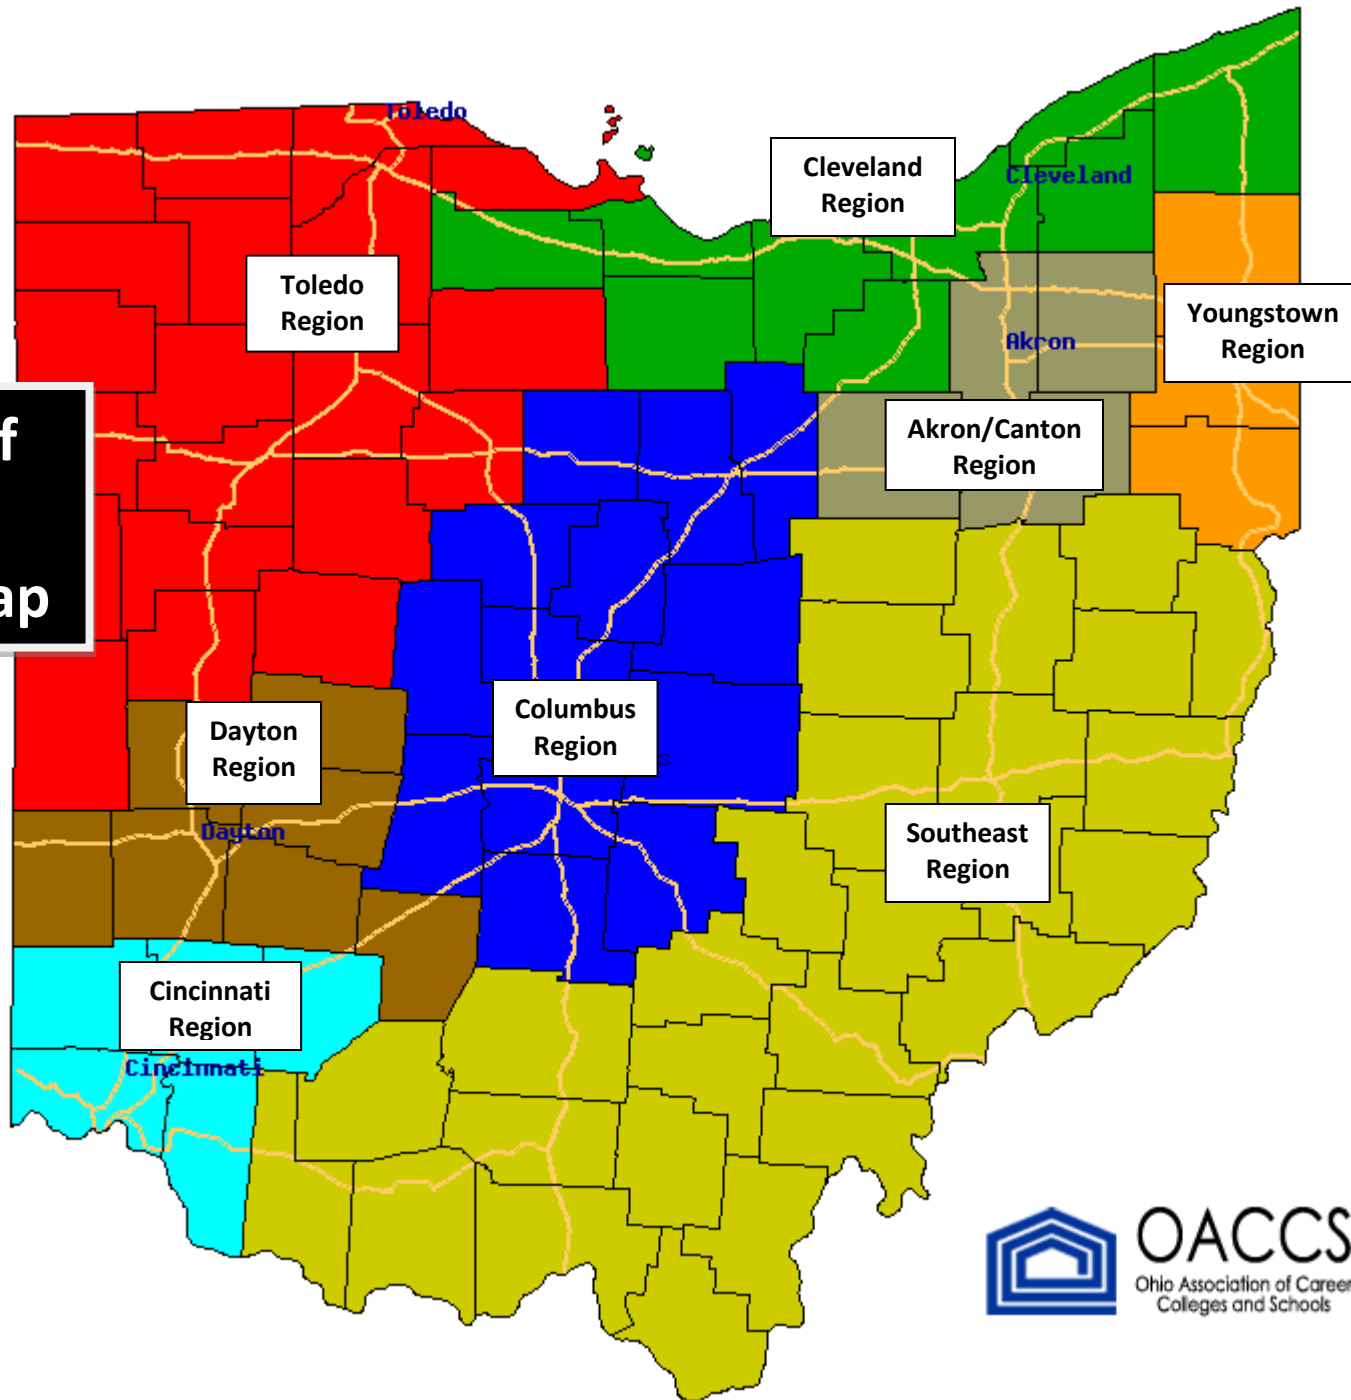 Toledo
Cleveland
Region
Cleveland
Toledo
Region
Youngstown
Region
Akron
f
Akron/Canton
Region
ap
Columbus
Region
s
Dayton
Region
Dayton
Southeast
Region
Cincinnati
Region
Cincinnati
OACCS
Ohio Association of Career
Colleges and Schools